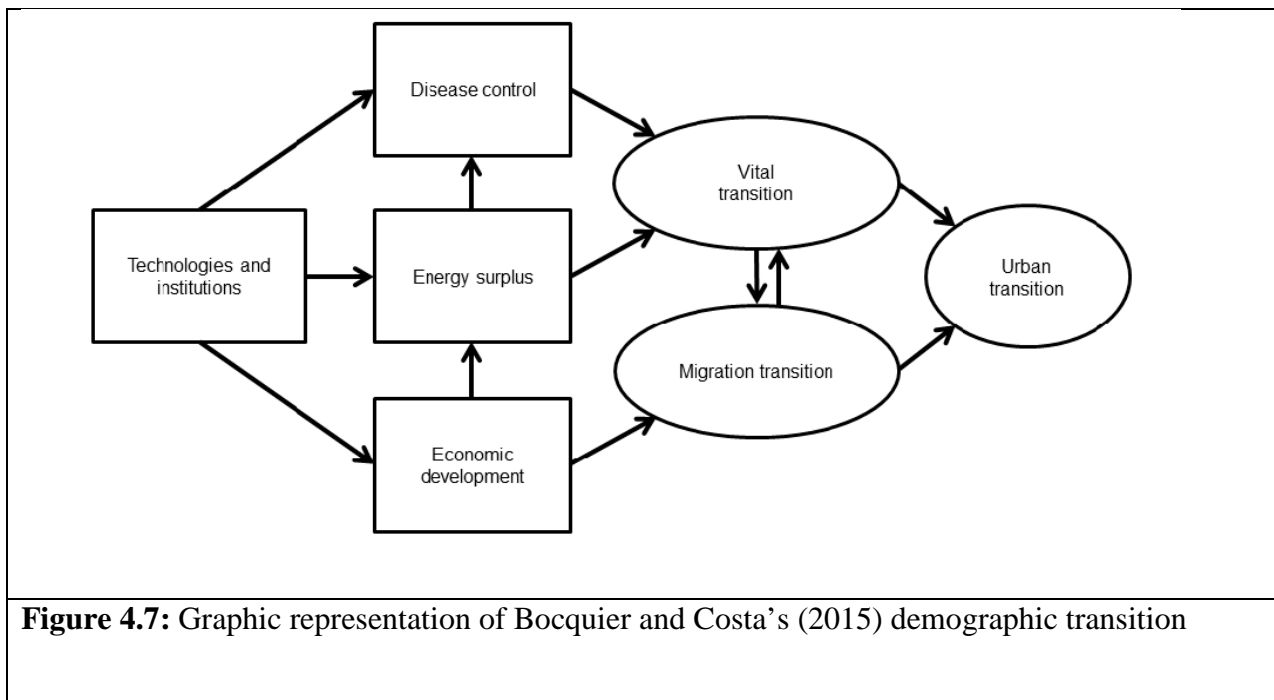 Disease control
Vital
transition
Technologies and
institutions
Energy surplus
Urban
transition
Migration transition
Economic
development
Figure 4.7: Graphic representation of Bocquier and Costa’s (2015) demographic transition